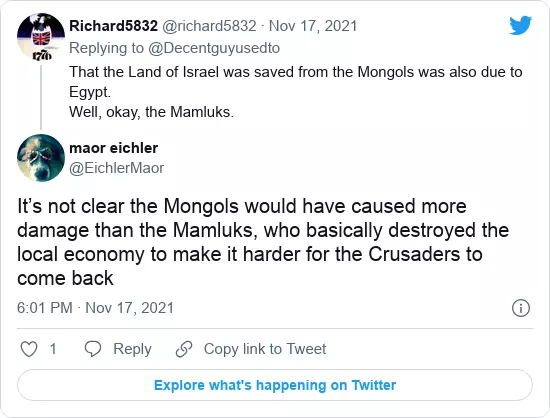 Richard5832 @richard5832 · Nov 17, 2021
Replying to @Decentguyusedto
That the Land of Israel was saved from the Mongols was also due to
Egypt.
Well, okay, the Mamluks.
1776
maor eichler
@EichlerMaor
It’s not clear the Mongols would have caused more
damage than the Mamluks, who basically destroyed the
local economy to make it harder for the Crusaders to
come back
6:01 PM · Nov 17, 2021
1 Reply Copy link to Tweet
Explore what's happening on Twitter